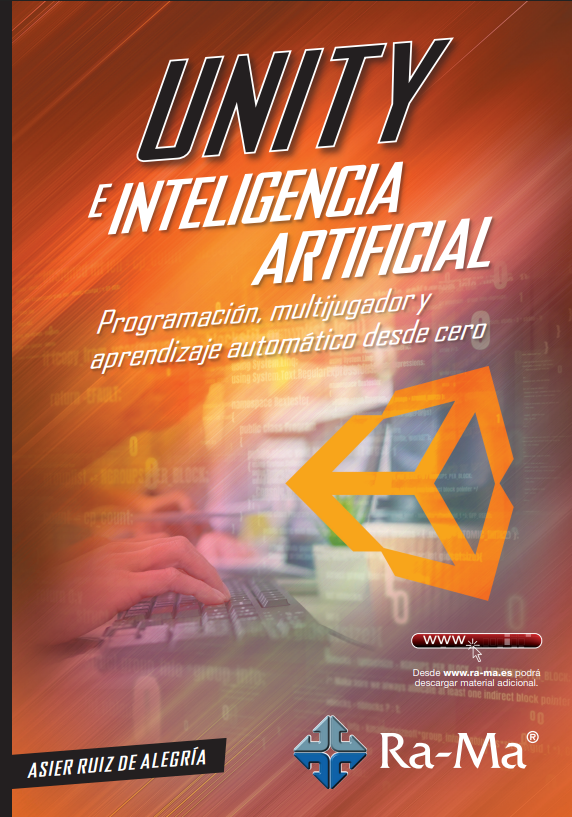 UNITY
E INTELIGENCIA
ARTIFICIAL
Programación, multijugador y
aprendizaje automático desde cero
www
Desde www.ra-ma.es podrá
descargar material adicional.
ASIER RUIZ DE ALEGRÍA
Ra-Ma®